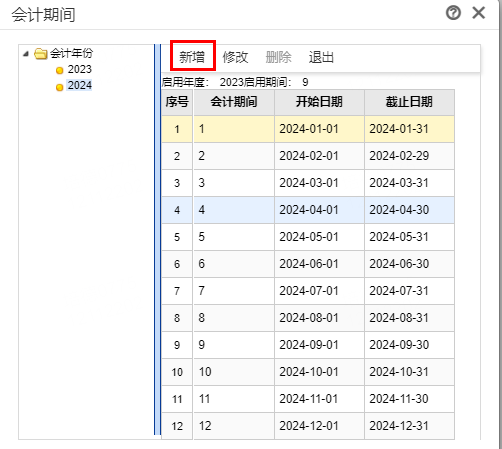 会计期间
会计年份
2023
2024
新增 修改 删除 退出
启用年度： 2023启用期间： 9
序号 会计期间 开始日期 截止日期
1 1 2024-01-01 2024-01-31
2 2 2024-02-01 2024-02-29
3 3 2024-03-01 2024-03-31
4 4 2024-04-01 2024-04-30
5 5 2024-05-01 2024-05-31
6 6 2024-06-01 2024-06-30
7 7 2024-07-01 2024-07-31
8 8 2024-08-01 2024-08-31
9 9 2024-09-01 2024-09-30
10 10 2024-10-01 2024-10-31
11 11 2024-11-01 2024-11-30
12 12 2024-12-01 2024-12-31